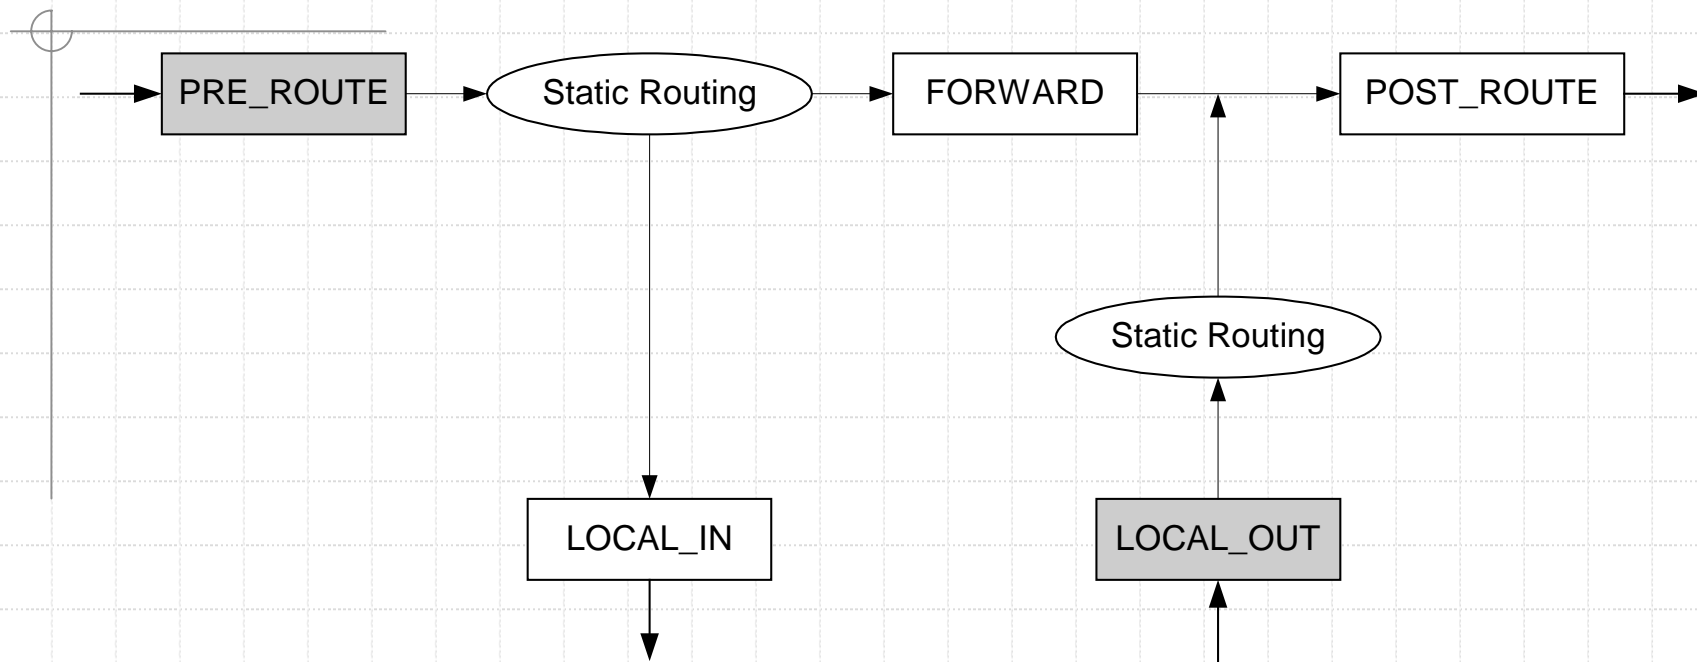 PRE_ROUTE
Static Routing
FORWARD
POST_ROUTE
Static Routing
LOCAL_IN
LOCAL_OUT